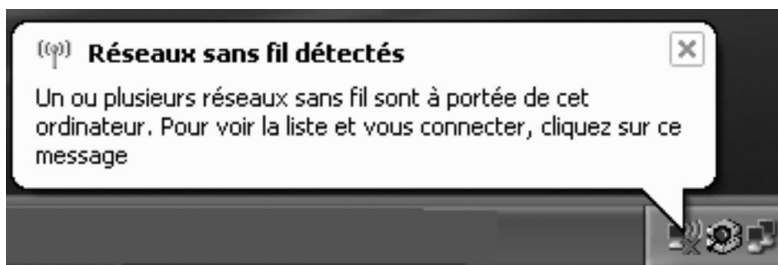 Réseaux sans fil détectés
Un ou plusieurs réseaux sans fil sont à portée de cet
ordinateur. Pour voir la liste et vous connecter, cliquez sur ce
message